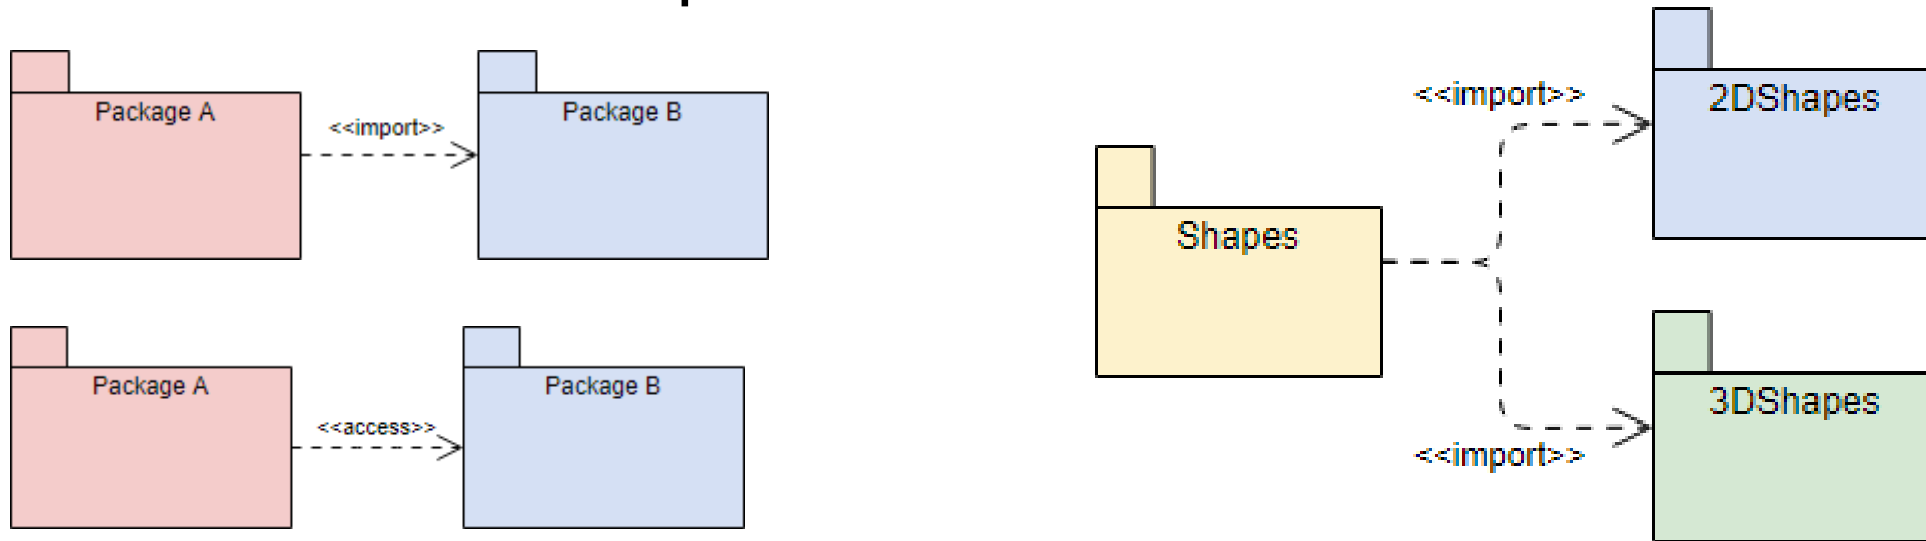 Package A
<<import>>
Package B
Package A
<<access>>
Package B
Shapes
<<import>>
2DShapes
3DShapes
<<import>>